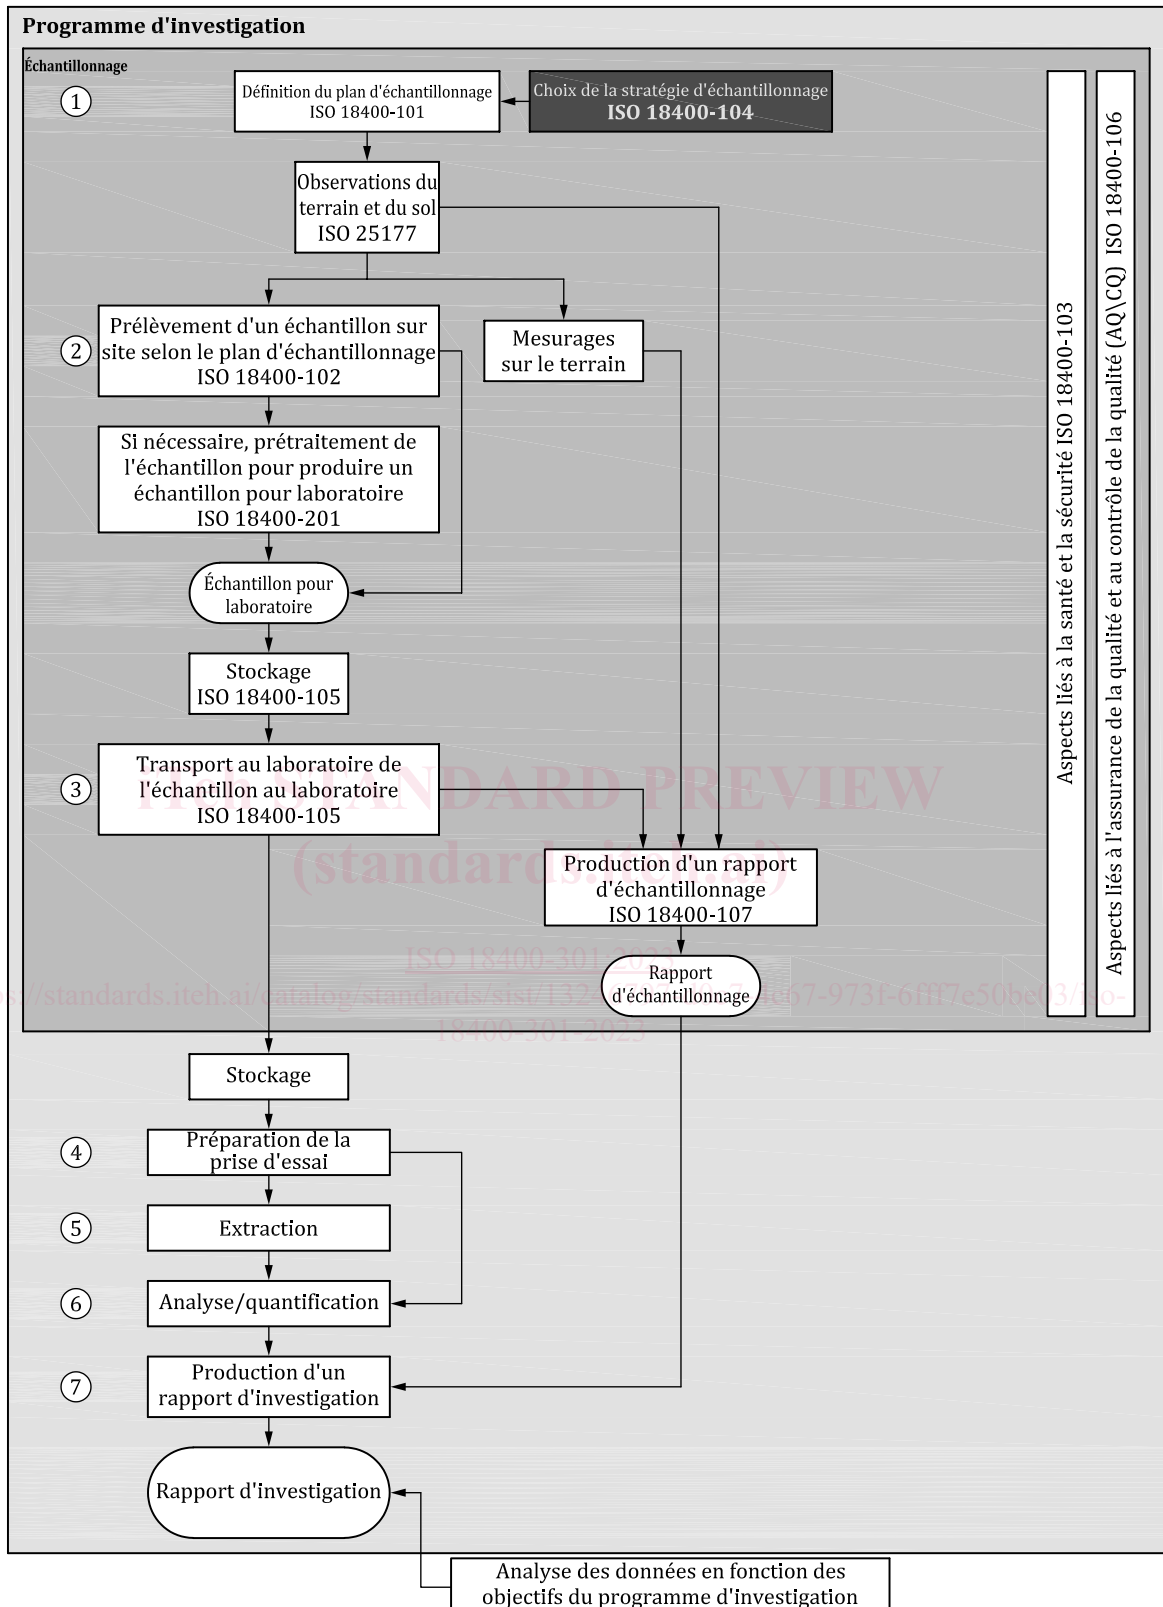 Programme d'investigation
Échantillonnage
1
Définition du plan d'échantillonnage
ISO 18400-101
Choix de la stratégie d'échantillonnage
ISO 18400-104
Observations du
terrain et du sol
ISO 25177
2
Prélèvement d'un échantillon sur
site selon le plan d'échantillonnage
ISO 18400-102
Mesurages
sur le terrain
Si nécessaire, prétraitement de
l'échantillon pour produire un
échantillon pour laboratoire
ISO 18400-201
Échantillon pour
laboratoire
Stockage
ISO 18400-105
3
Transport au laboratoire de
l'échantillon au laboratoire
ISO 18400-105
Production d'un rapport
d'échantillonnage
ISO 18400-107
Rapport
d'échantillonnage
Aspects liés à la santé et la sécurité ISO 18400-103
Aspects liés à l'assurance de la qualité et au contrôle de la qualité (AQ\CQ) ISO 18400-106
iTeh STANDARD PREVIEW
(standards.iteh.ai)
ISO 18400-301:2023
18400-301-2023
Stockage
4
Préparation de la
prise d'essai
5
Extraction
6
Analyse/quantification
7
Production d'un
rapport d'investigation
Rapport d'investigation
Analyse des données en fonction des
objectifs du programme d'investigation